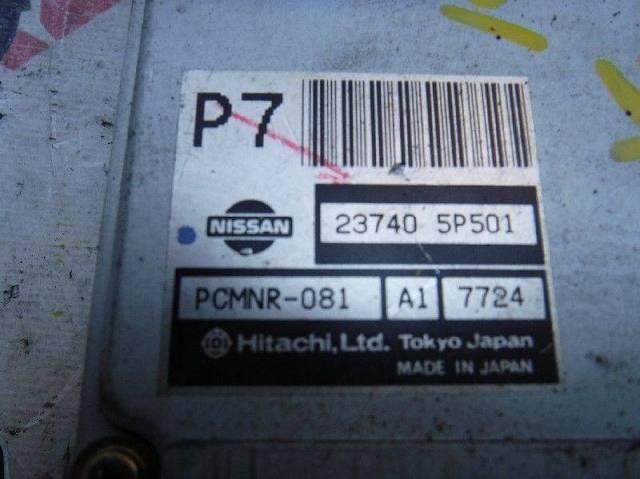 P7
NISSAN
23740 5P501
PCMNR-081 A1 7724
Hitachi, Ltd. Tokyo Japan
MADE IN JAPAN